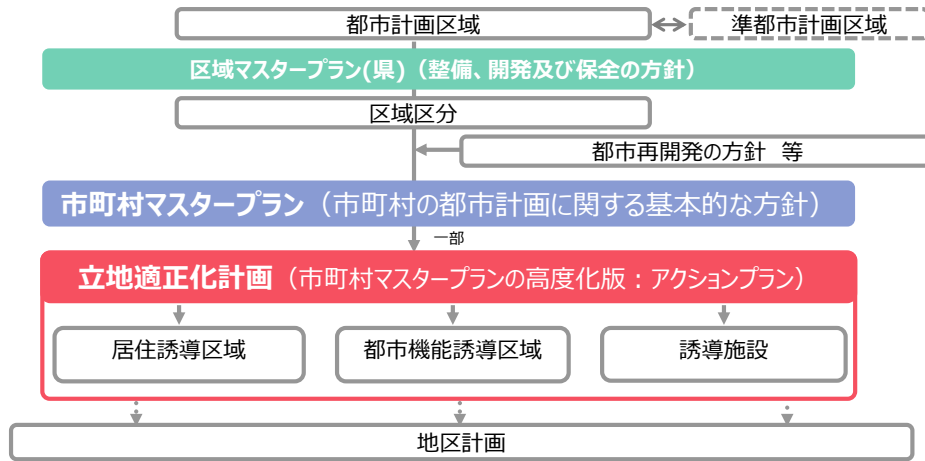 都市計画区域
準都市計画区域
区域マスタープラン(県)（整備、開発及び保全の方針）
区域区分
都市再開発の方針 等
市町村マスタープラン（市町村の都市計画に関する基本的な方針）
一部
立地適正化計画（市町村マスタープランの高度化版：アクションプラン）
居住誘導区域
都市機能誘導区域
誘導施設
地区計画